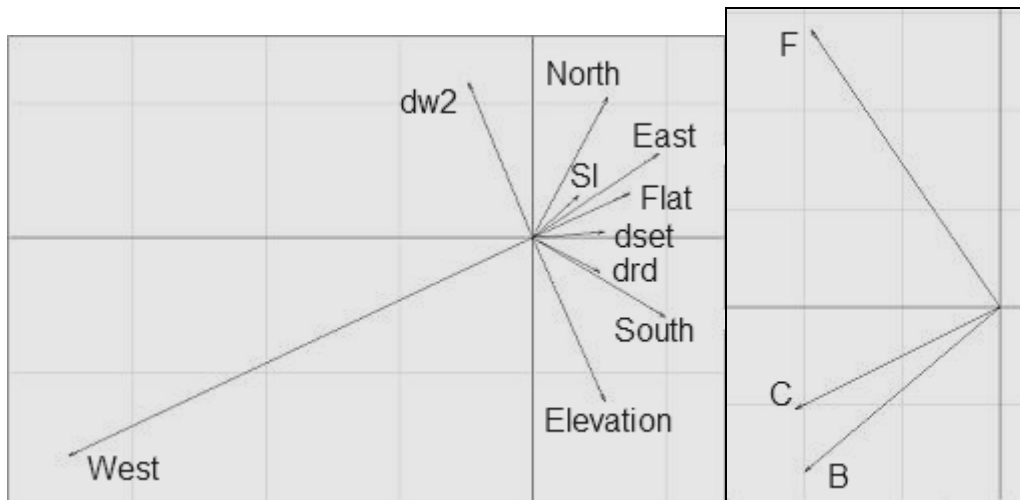 North
dw2
East
Sl
Flat
dset
drd
South
Elevation
West
F
C
B